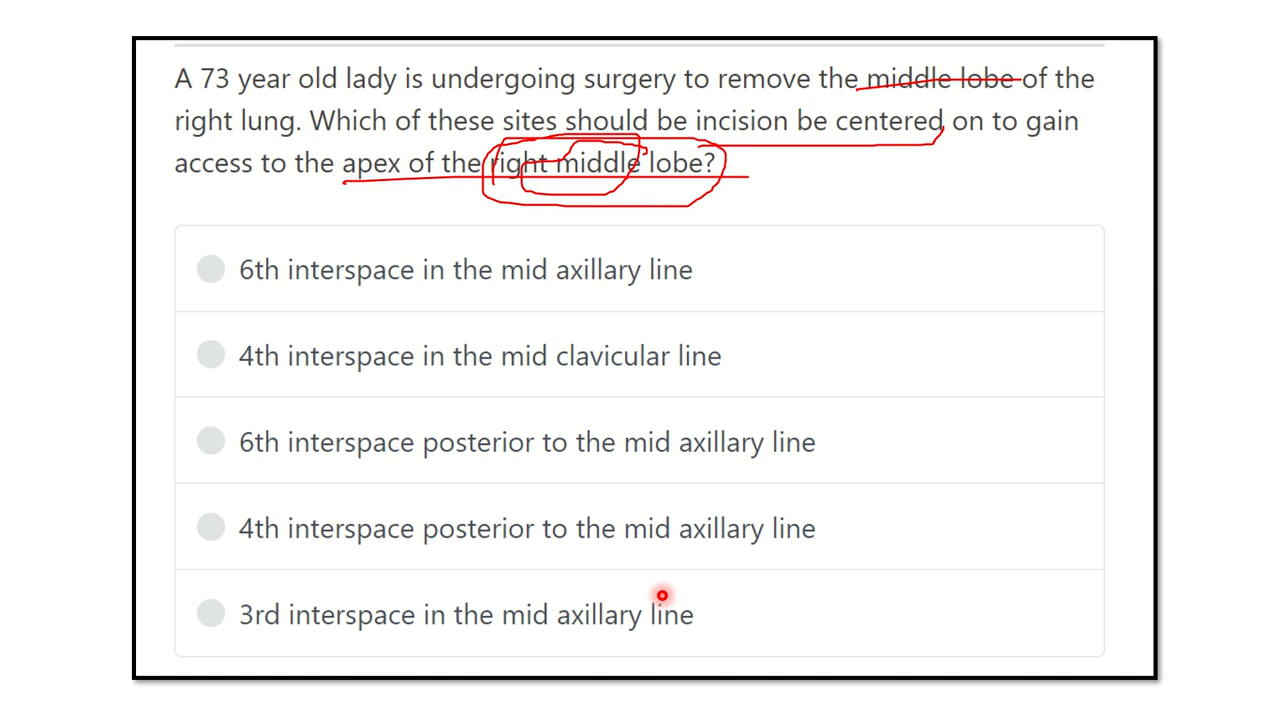 A 73 year old lady is undergoing surgery to remove the middle lobe of the
right lung. Which of these sites should be incision be centered on to gain
access to the apex of the right middle lobe?
6th interspace in the mid axillary line
4th interspace in the mid clavicular line
6th interspace posterior to the mid axillary line
4th interspace posterior to the mid axillary line
3rd interspace in the mid axillary line